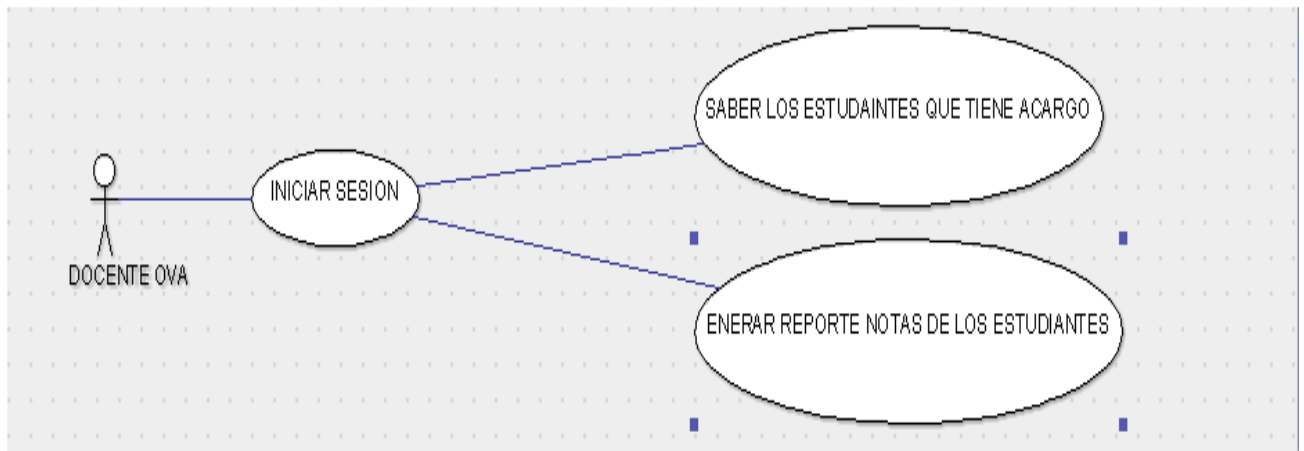 SABER LOS ESTUDAINTES QUE TIENE ACARGO
INICIAR SESION
DOCENTE OVA
ENERAR REPORTE NOTAS DE LOS ESTUDIANTES